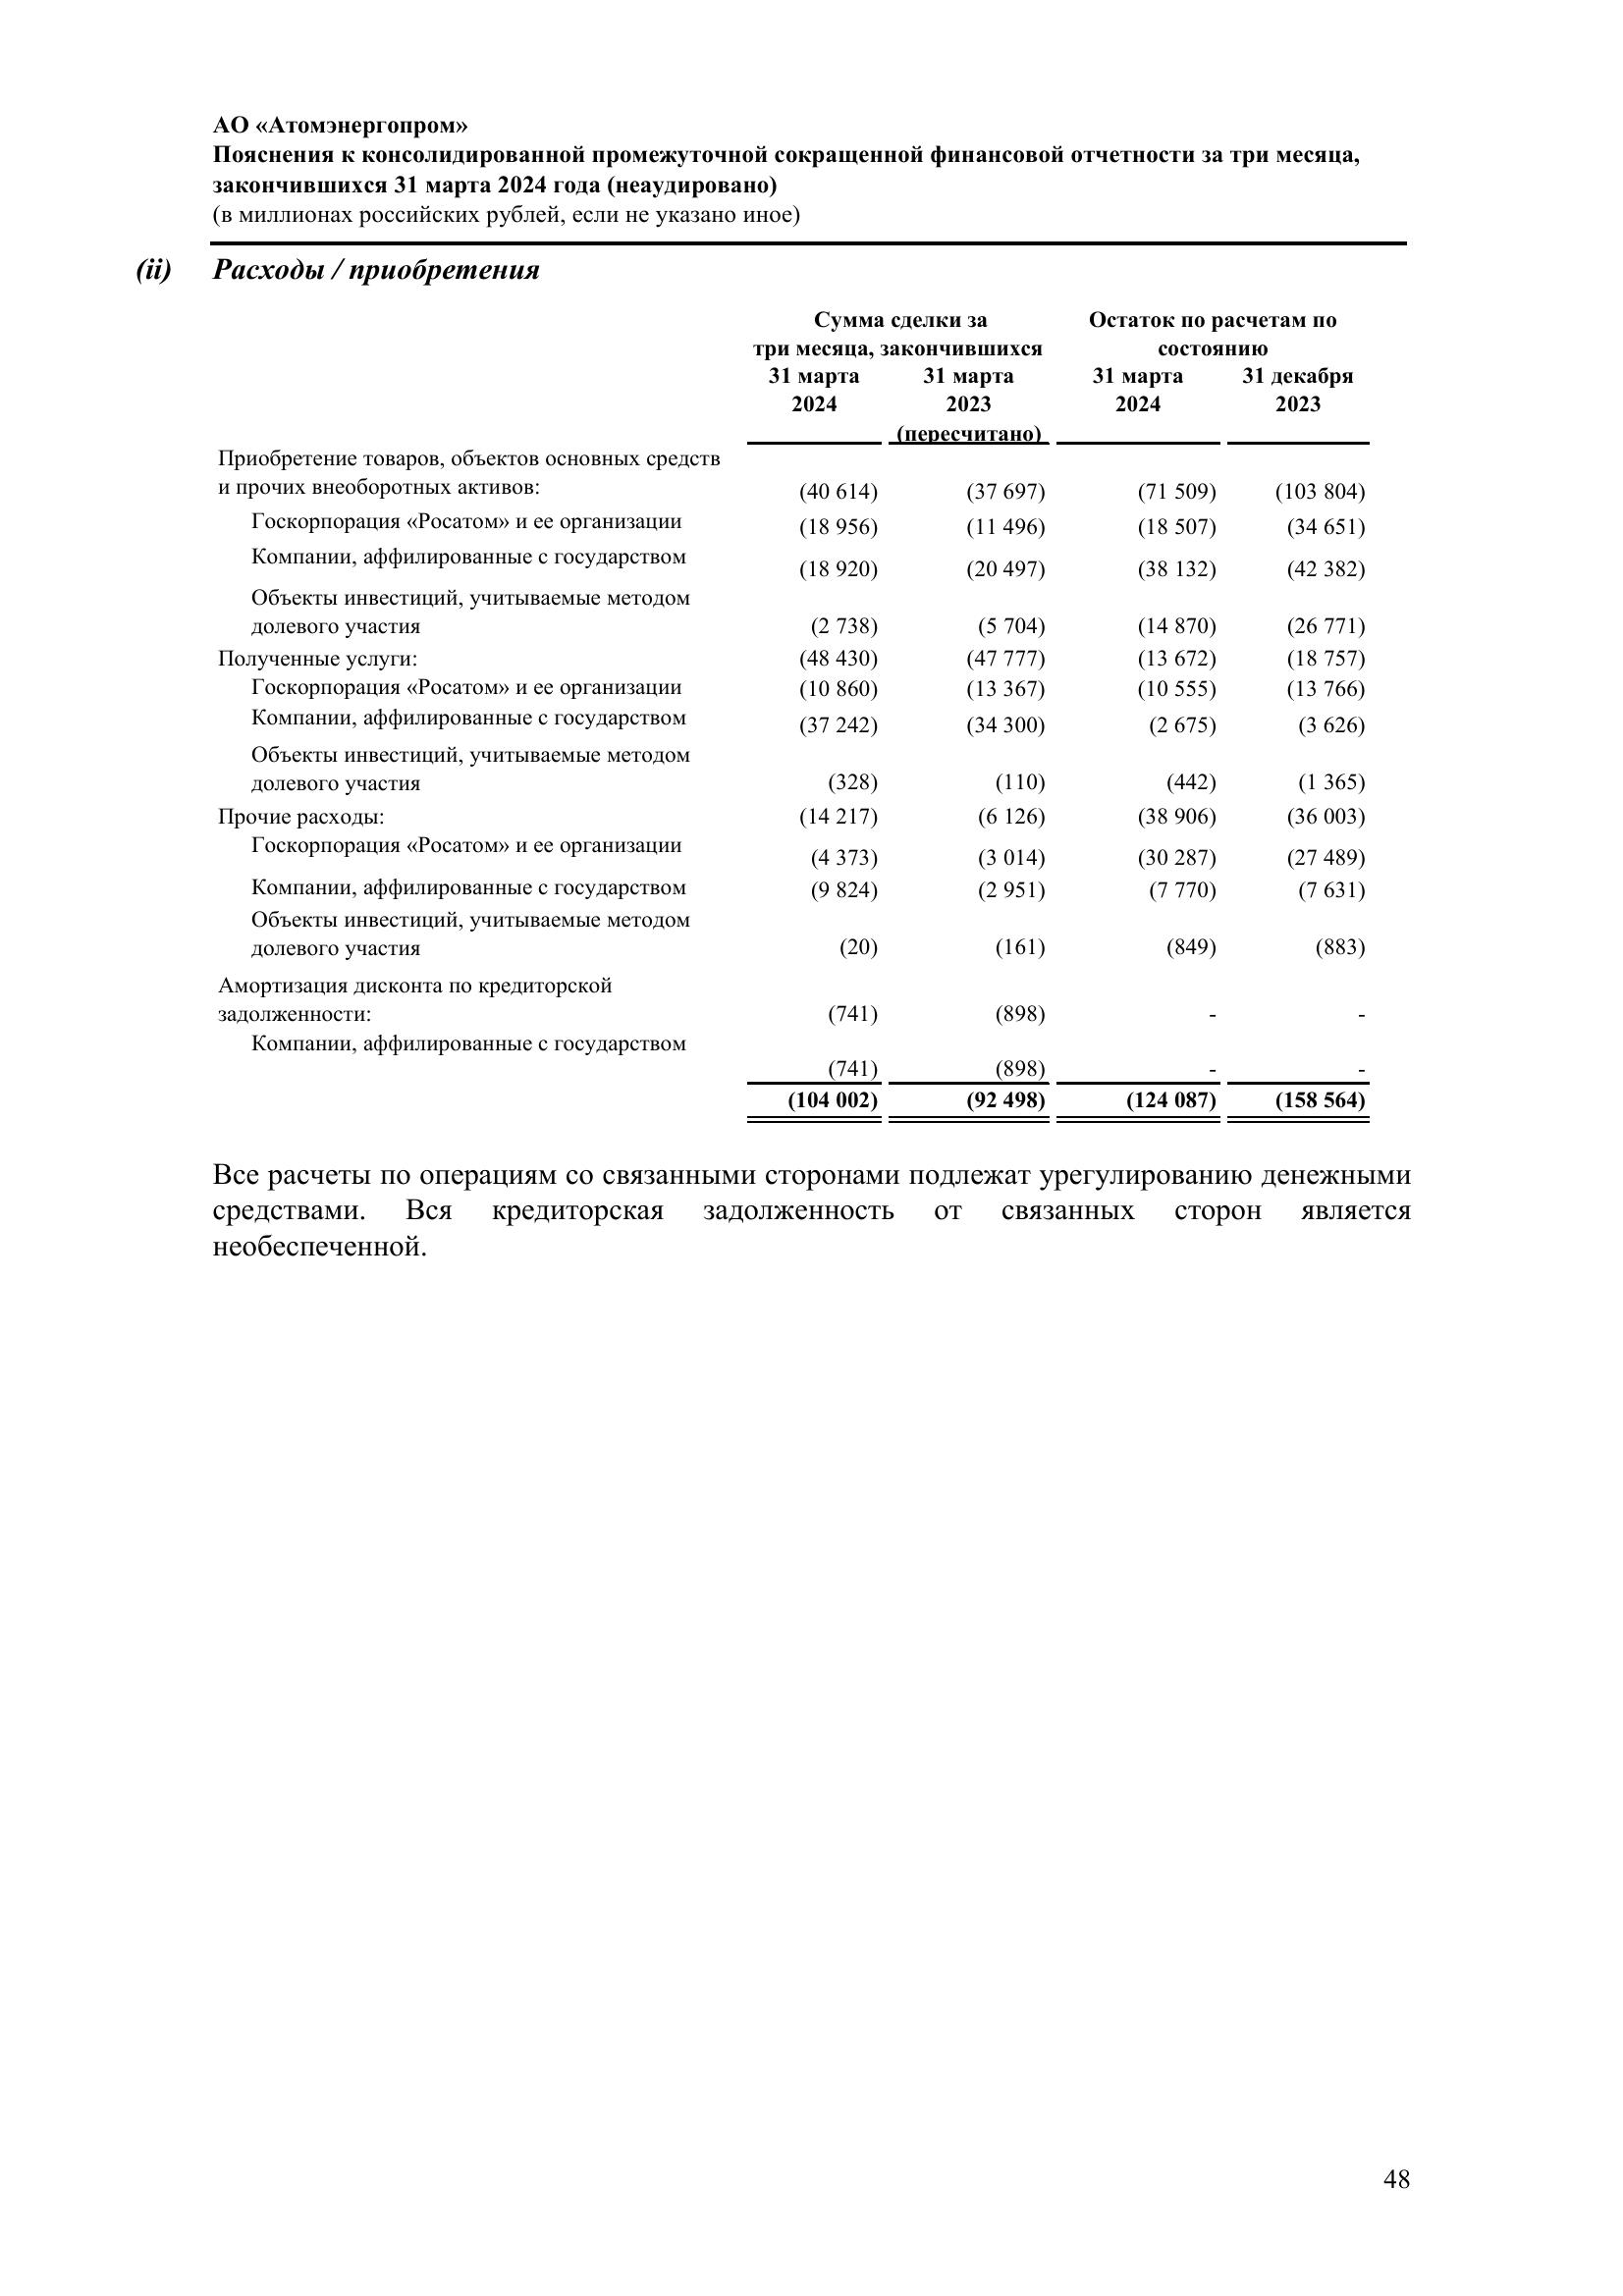 АО «Атомэнергопром»
Пояснения к консолидированной промежуточной сокращенной финансовой отчетности за три месяца,
закончившихся 31 марта 2024 года (неаудировано)
(в миллионах российских рублей, если не указано иное)
(ii) Расходы / приобретения
Сумма сделки за Остаток по расчетам по
три месяца, закончившихся состоянию
31 марта 31 марта 31 марта 31 декабря
2024 2023 2024 2023
(пересчитано)
Приобретение товаров, объектов основных средств
и прочих внеоборотных активов: (40 614) (37 697) (71 509) (103 804)
Госкорпорация «Росатом» и ее организации (18 956) (11 496) (18 507) (34 651)
Компании, аффилированные с государством (18 920) (20 497) (38 132) (42 382)
Объекты инвестиций, учитываемые методом
долевого участия (2 738) (5 704) (14 870) (26 771)
Полученные услуги: (48 430) (47 777) (13 672) (18 757)
Госкорпорация «Росатом» и ее организации (10 860) (13 367) (10 555) (13 766)
Компании, аффилированные с государством (37 242) (34 300) (2 675) (3 626)
Объекты инвестиций, учитываемые методом
долевого участия (328) (110) (442) (1 365)
Прочие расходы: (14 217) (6 126) (38 906) (36 003)
Госкорпорация «Росатом» и ее организации (4 373) (3 014) (30 287) (27 489)
Компании, аффилированные с государством (9 824) (2 951) (7 770) (7 631)
Объекты инвестиций, учитываемые методом
долевого участия (20) (161) (849) (883)
Амортизация дисконта по кредиторской
задолженности: (741) (898) - -
Компании, аффилированные с государством
(741) (898) - -
(104 002) (92 498) (124 087) (158 564)
Все расчеты по операциям со связанными сторонами подлежат урегулированию денежными
средствами. Вся кредиторская задолженность от связанных сторон является
необеспеченной.
48